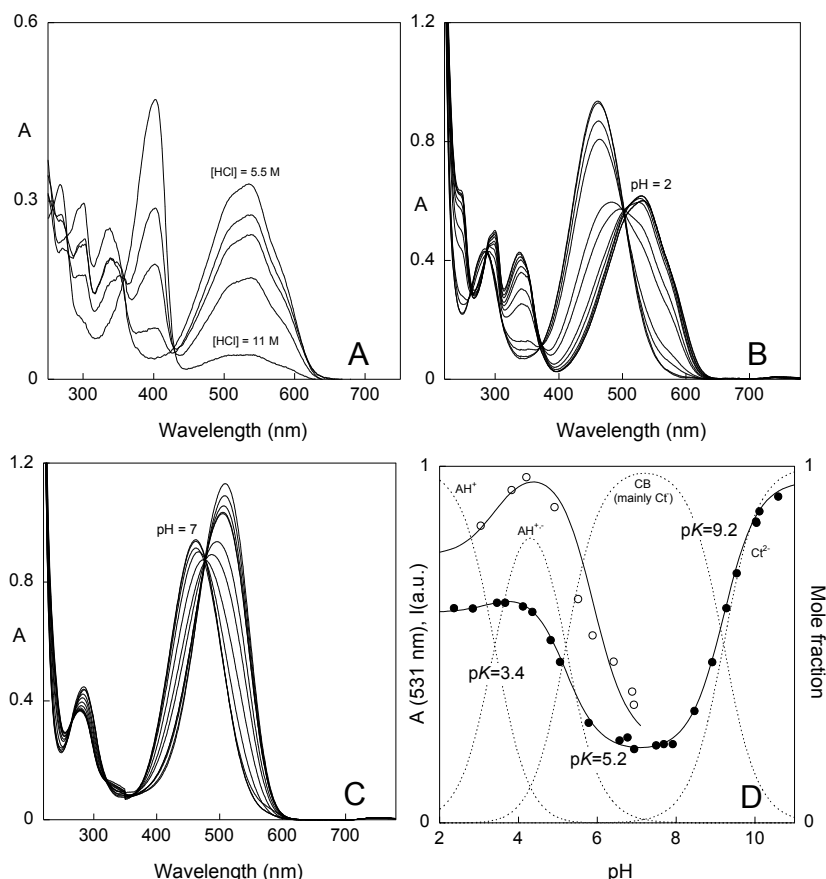 0.6
0.3
0
A
[HCl] = 5.5 M
[HCl] = 11 M
A
300 400 500 600 700
Wavelength (nm)
1.2
0.8
0.4
0
A
pH = 2
B
300 400 500 600 700
Wavelength (nm)
1.2
0.8
0.4
0
A
pH = 7
C
300 400 500 600 700
Wavelength (nm)
1
0
A (531 nm), I(a.u.)
AH⁺
AH⁺˙⁻
CB
(mainly Ct⁻)
pK=9.2
Ct²⁻
pK=3.4
pK=5.2
D
1
0
Mole fraction
2 4 6 8 10
pH